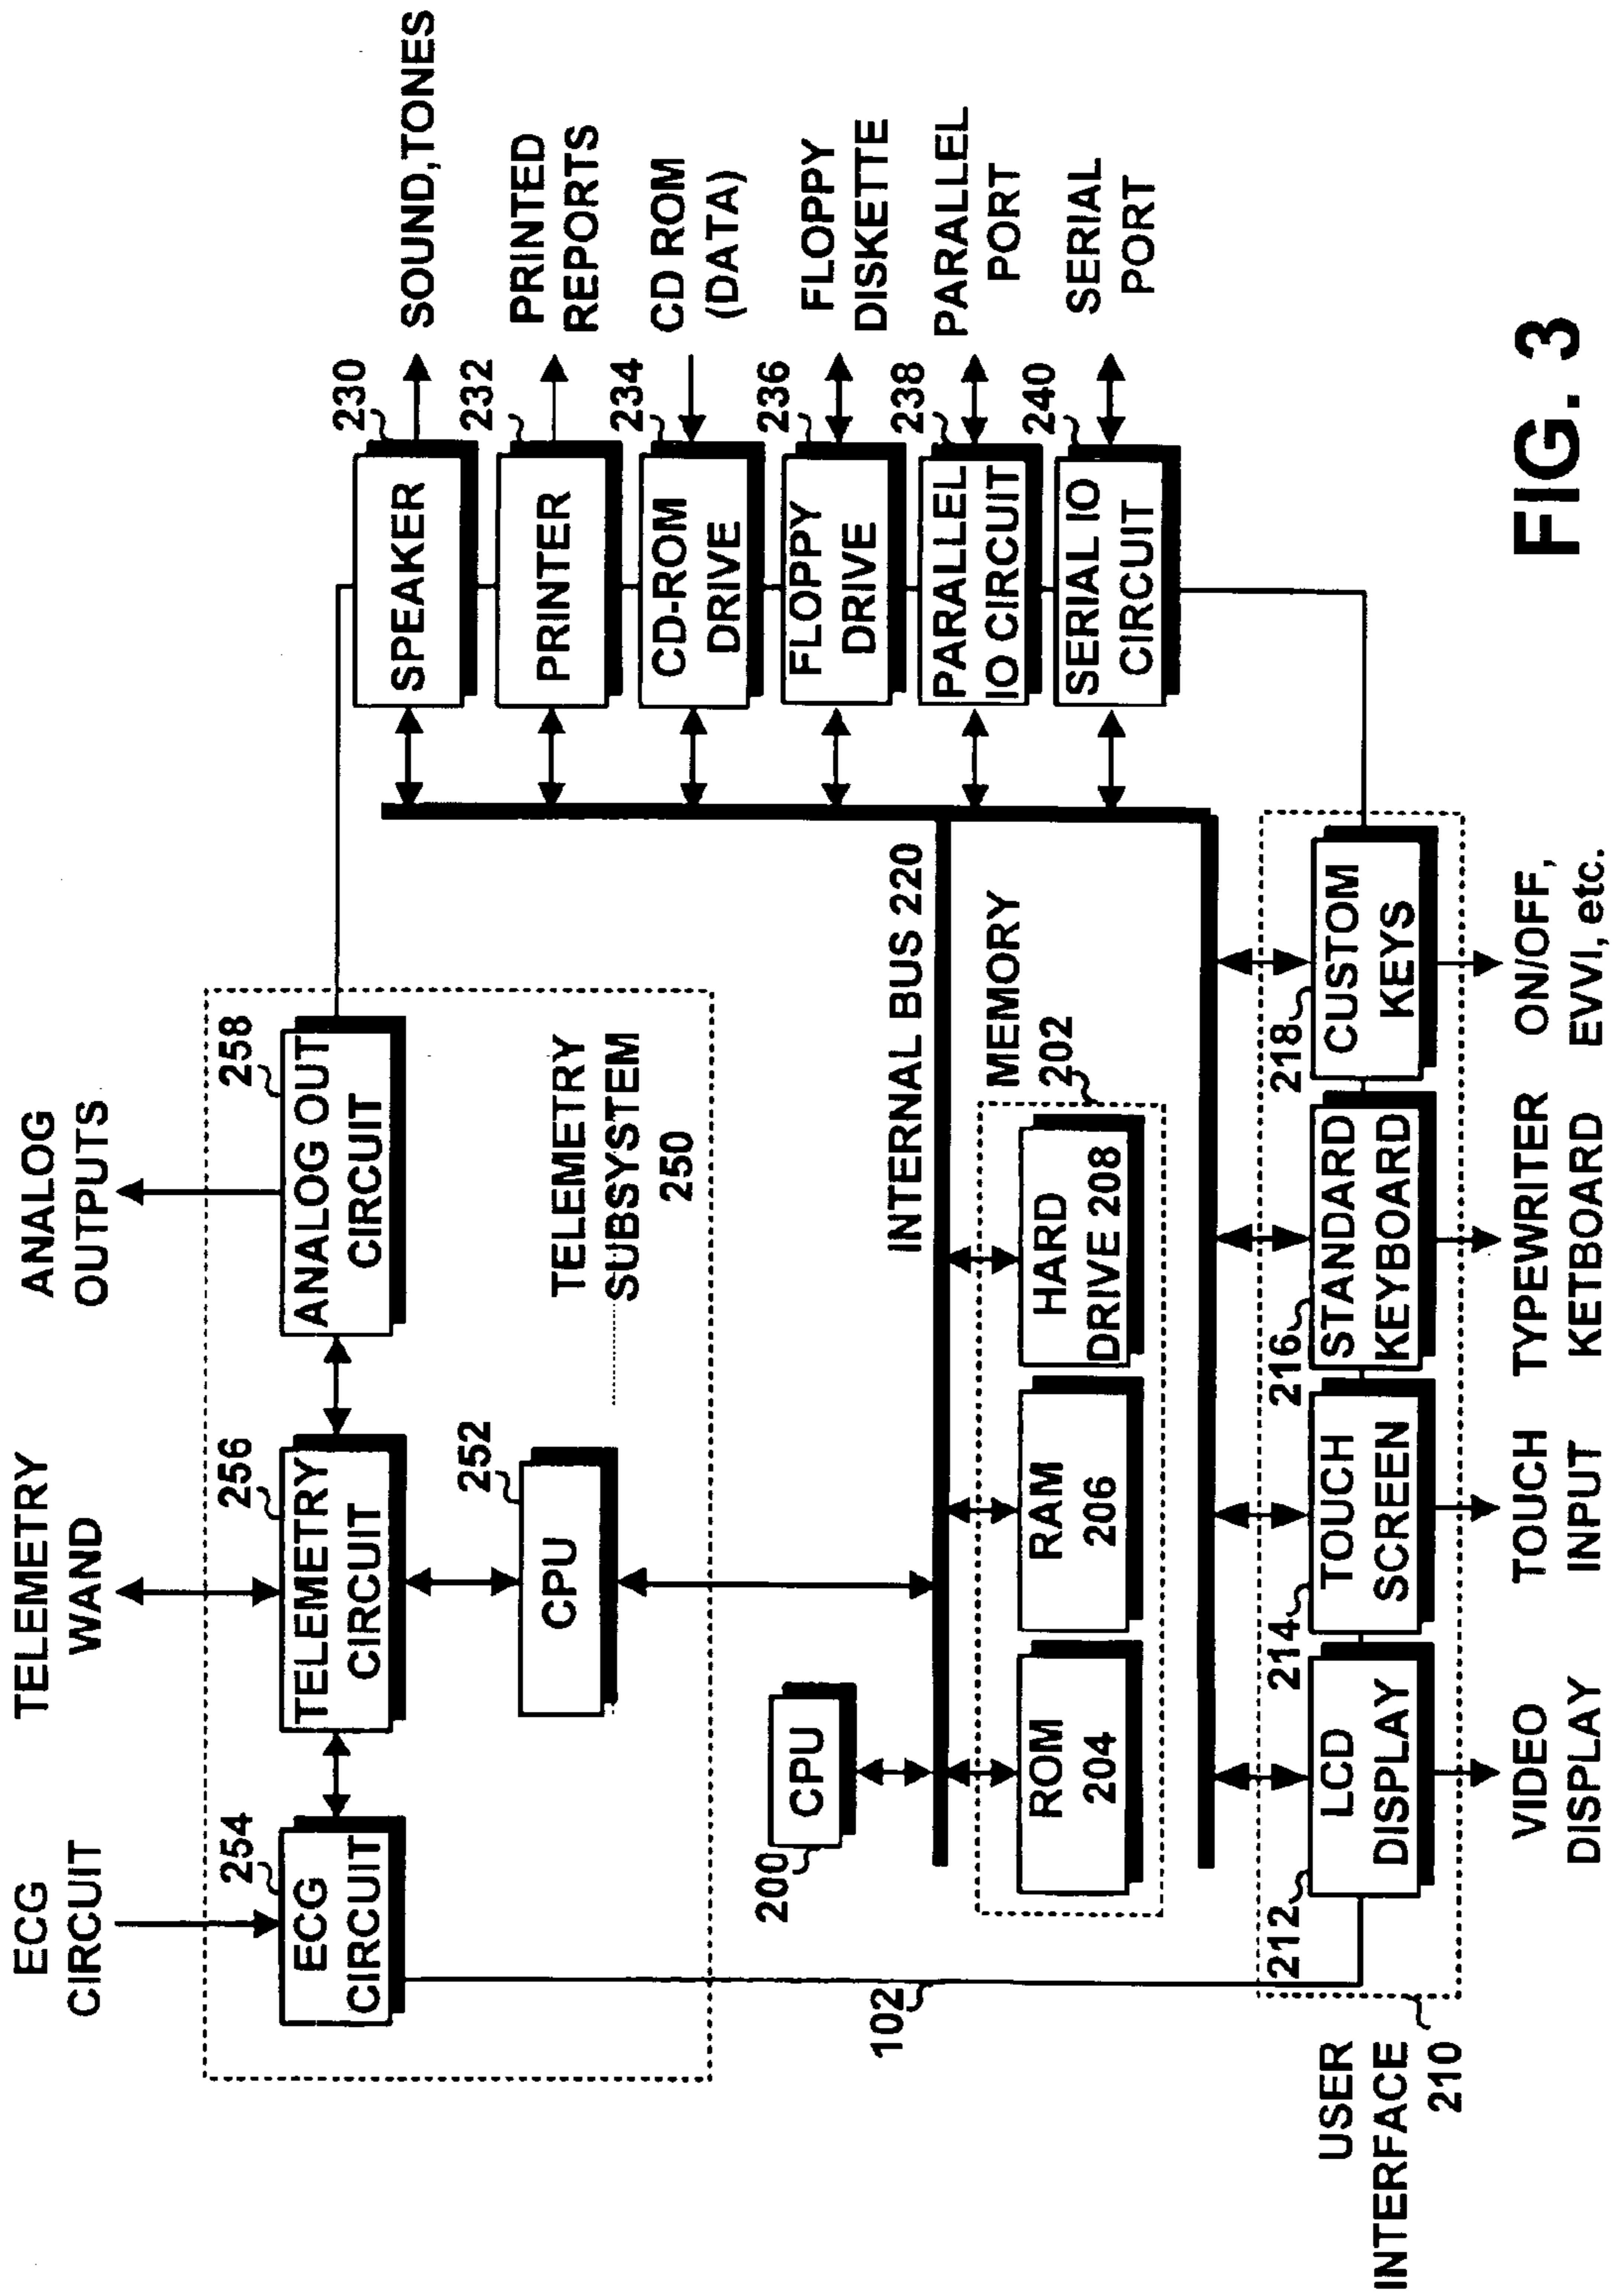 ECG
CIRCUIT
TELEMETRY
WAND
ANALOG
OUTPUTS
254
ECG
CIRCUIT
256
TELEMETRY
CIRCUIT
258
ANALOG OUT
CIRCUIT
252
CPU
TELEMETRY
SUBSYSTEM
250
230
SPEAKER
SOUND,TONES
232
PRINTER
PRINTED
REPORTS
234
CD-ROM
DRIVE
CD ROM
(DATA)
236
FLOPPY
DRIVE
FLOPPY
DISKETTE
238
PARALLEL
IO CIRCUIT
PARALLEL
PORT
240
SERIAL IO
CIRCUIT
SERIAL
PORT
200
CPU
INTERNAL BUS 220
MEMORY
202
ROM
204
RAM
206
HARD
DRIVE 208
102
USER
INTERFACE
210
212
LCD
DISPLAY
214
TOUCH
SCREEN
216
STANDARD
KEYBOARD
218
CUSTOM
KEYS
VIDEO
DISPLAY
TOUCH
INPUT
TYPEWRITER
KETBOARD
ON/OFF,
EVVI, etc.
FIG. 3